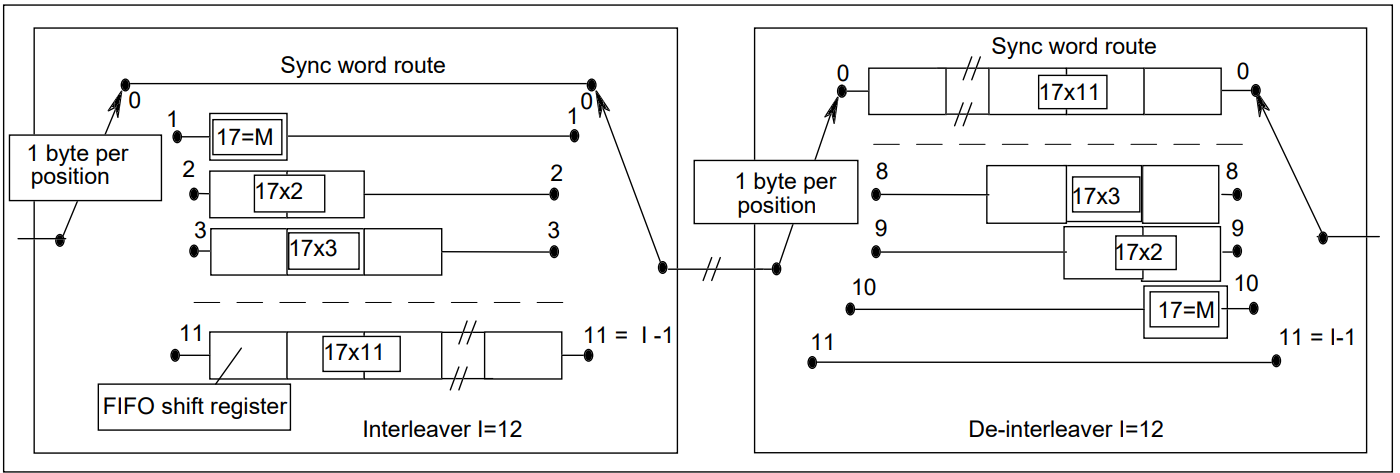 Sync word route
0
0
1 byte per
position
1
17=M
1
2
17x2
2
3
17x3
3
11
17x11
11 = I -1
FIFO shift register
Interleaver I=12
1 byte per
position
Sync word route
0
17x11
0
8
17x3
8
9
17x2
9
10
17=M
10
11
11 = I-1
De-interleaver I=12